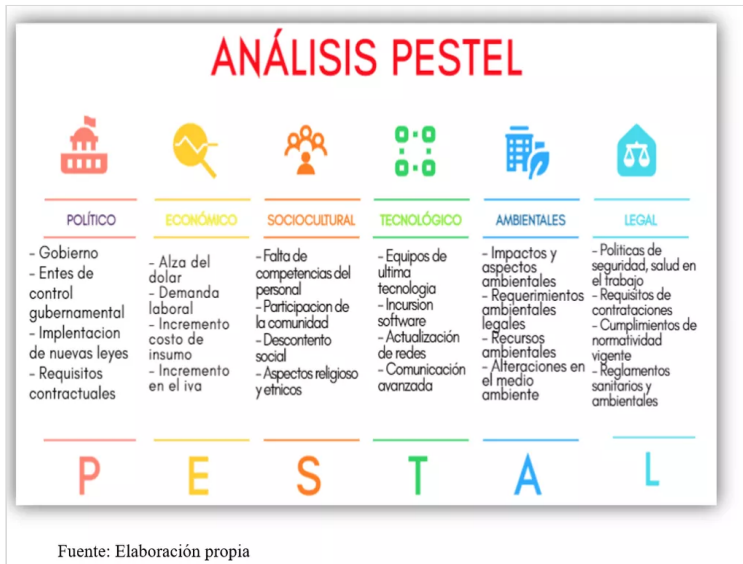 ANÁLISIS PESTEL
POLÍTICO
- Gobierno
- Entes de
control
gubernamental
- Implentacion
de nuevas leyes
- Requisitos
contractuales
P
ECONÓMICO
- Alza del
dolar
- Demanda
laboral
- Incremento
costo de
insumo
- Incremento
en el iva
E
SOCIOCULTURAL
- Falta de
competencias del
personal
- Participacion de
la comunidad
- Descontento
social
- Aspectos religioso
y etnicos
S
TECNOLÓGICO
- Equipos de
ultima
tecnologia
- Incursion
software
- Actualización
de redes
- Comunicación
avanzada
T
AMBIENTALES
- Impactos y
aspectos
ambientales
- Requerimientos
ambientales
legales
- Recursos
ambientales
- Alteraciones en
el medio
ambiente
A
LEGAL
- Politicas de
seguridad, salud en
el trabajo
- Requisitos de
contrataciones
- Cumplimientos de
normatividad
vigente
- Reglamentos
sanitarios y
ambientales
L
Fuente: Elaboración propia